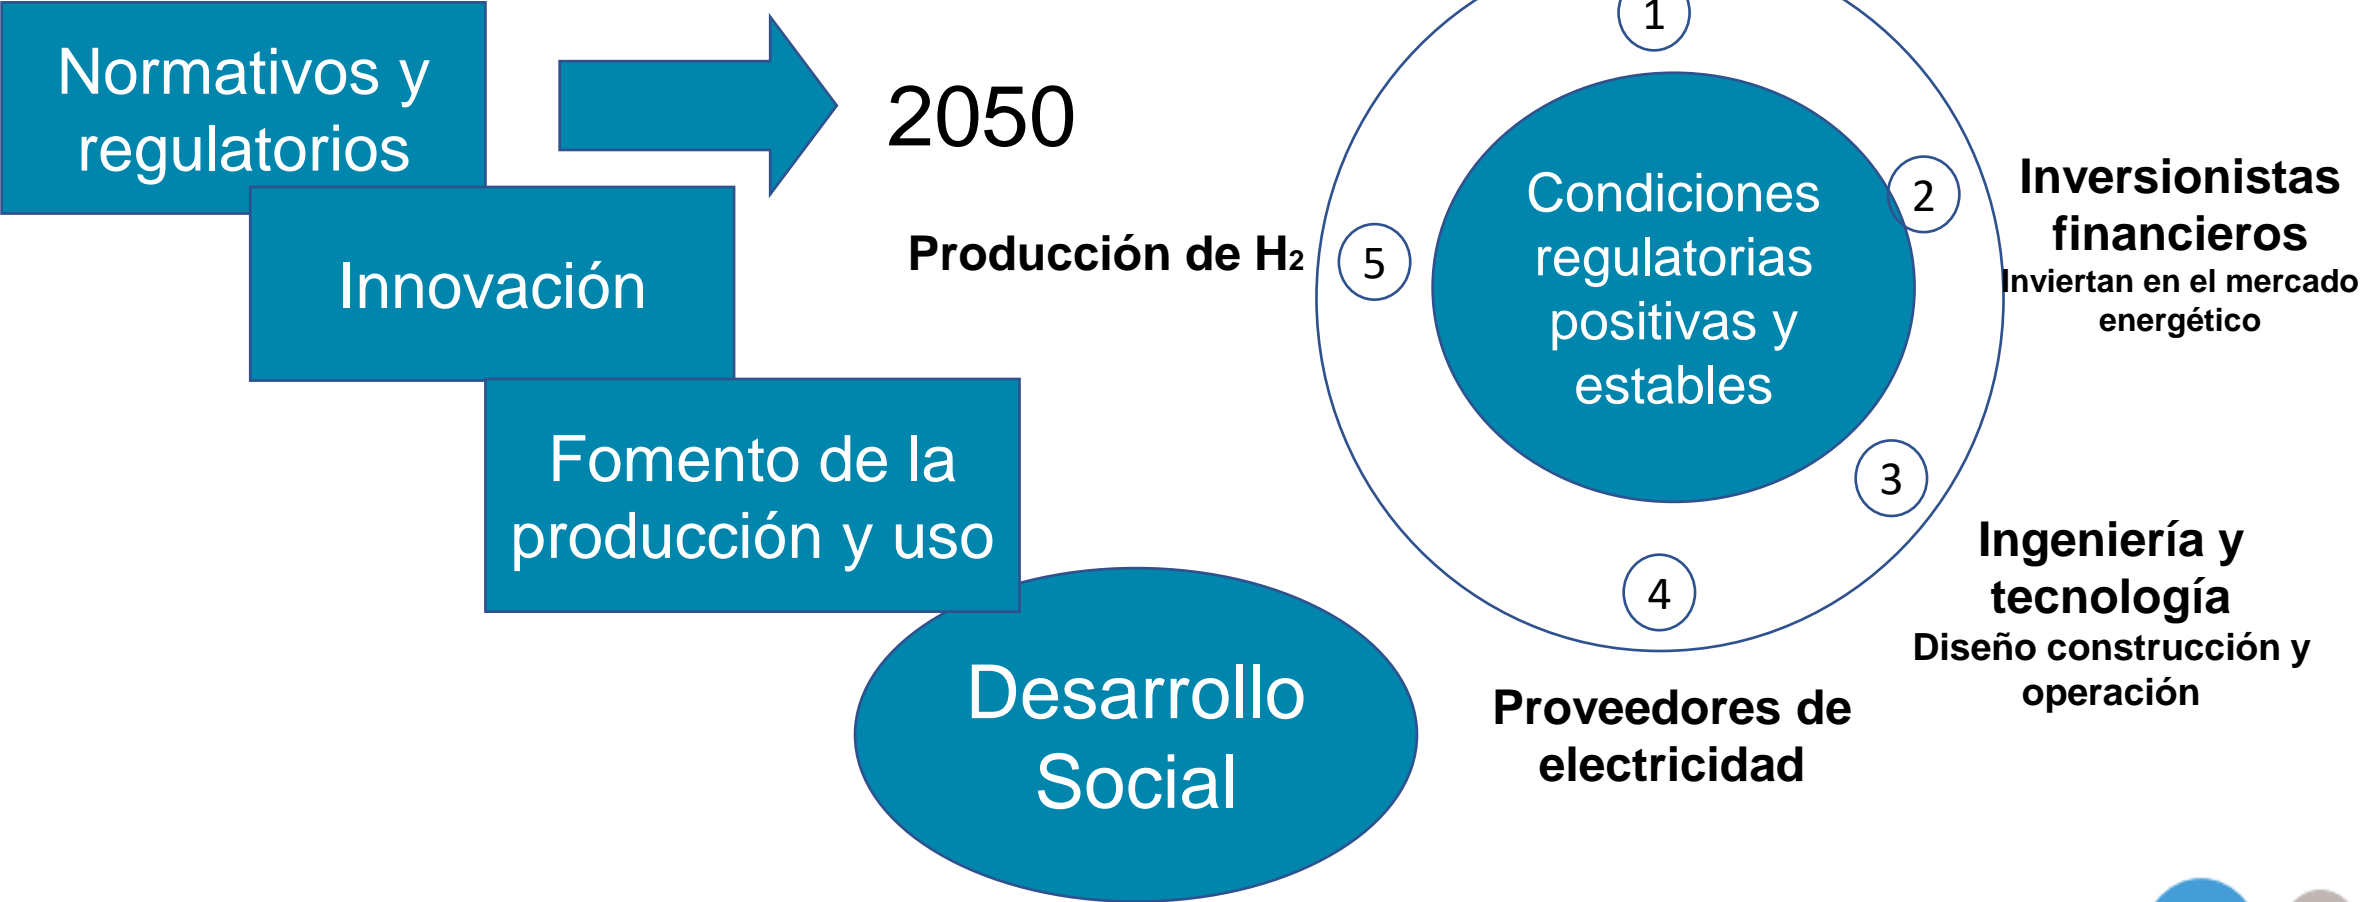 Normativos y
regulatorios
2050
Innovación
Fomento de la
producción y uso
Desarrollo
Social
1
Condiciones
regulatorias
positivas y
estables
2
Inversionistas
financieros
Inviertan en el mercado
energético
3
Ingeniería y
tecnología
Diseño construcción y
operación
4
Proveedores de
electricidad
5
Producción de H₂